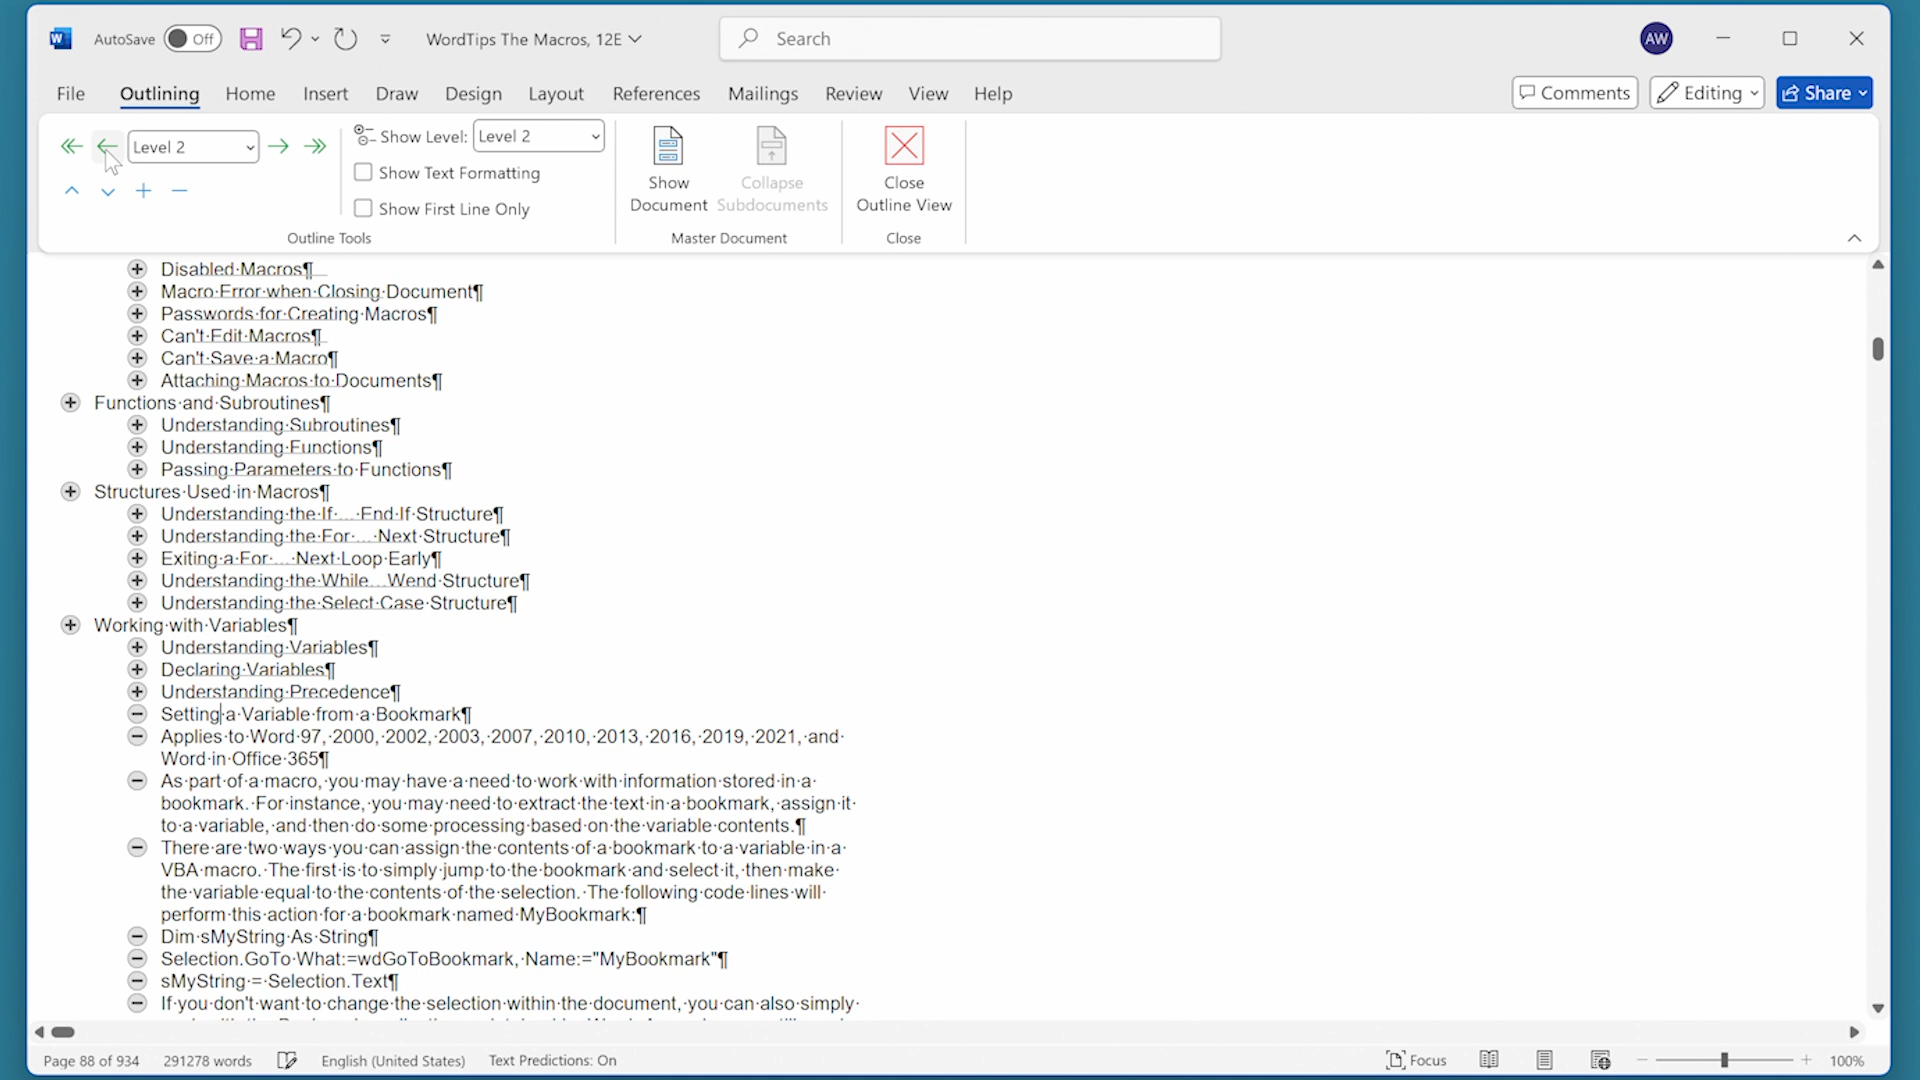 W AutoSave Off WordTips The Macros, 12E Search AW
File Outlining Home Insert Draw Design Layout References Mailings Review View Help Comments Editing Share
Level 2 Show Level: Level 2
Show Text Formatting
Show First Line Only
Show Document
Collapse Subdocuments
Close Outline View
Outline Tools Master Document Close
Disabled·Macros¶
Macro·Error·when·Closing·Document¶
Passwords·for·Creating·Macros¶
Can't·Edit·Macros¶
Can't·Save·a·Macro¶
Attaching·Macros·to·Documents¶
Functions·and·Subroutines¶
Understanding·Subroutines¶
Understanding·Functions¶
Passing·Parameters·to·Functions¶
Structures·Used·in·Macros¶
Understanding·the·If·...·End·If·Structure¶
Understanding·the·For·...·Next·Structure¶
Exiting·a·For·...·Next·Loop·Early¶
Understanding·the·While...Wend·Structure¶
Understanding·the·Select·Case·Structure¶
Working·with·Variables¶
Understanding·Variables¶
Declaring·Variables¶
Understanding·Precedence¶
Setting·a·Variable·from·a·Bookmark¶
Applies·to·Word·97,·2000,·2002,·2003,·2007,·2010,·2013,·2016,·2019,·2021,·and·
Word·in·Office·365¶
As·part·of·a·macro,·you·may·have·a·need·to·work·with·information·stored·in·a·
bookmark.·For·instance,·you·may·need·to·extract·the·text·in·a·bookmark,·assign·it·
to·a·variable,·and·then·do·some·processing·based·on·the·variable·contents.¶
There·are·two·ways·you·can·assign·the·contents·of·a·bookmark·to·a·variable·in·a·
VBA·macro.·The·first·is·to·simply·jump·to·the·bookmark·and·select·it,·then·make·
the·variable·equal·to·the·contents·of·the·selection.·The·following·code·lines·will·
perform·this·action·for·a·bookmark·named·MyBookmark:¶
Dim·sMyString·As·String¶
Selection.GoTo·What:=wdGoToBookmark,·Name:="MyBookmark"¶
sMyString·=·Selection.Text¶
If·you·don't·want·to·change·the·selection·within·the·document,·you·can·also·simply·
Page 88 of 934 291278 words English (United States) Text Predictions: On Focus 100%